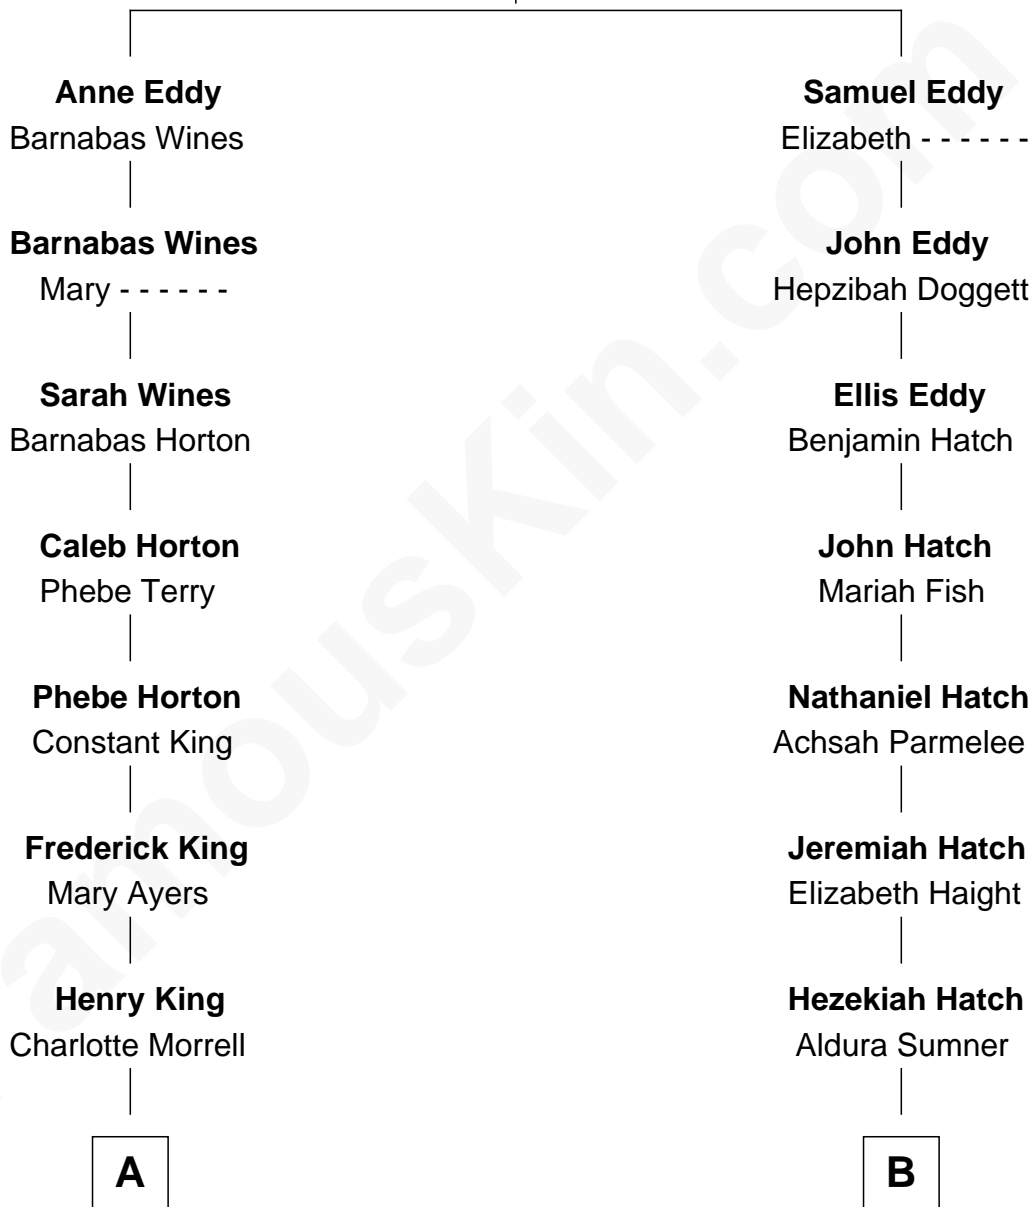 Anne Eddy
Barnabas Wines
Barnabas Wines
Mary - - - - - -
Sarah Wines
Barnabas Horton
Caleb Horton
Phebe Terry
Phebe Horton
Constant King
Frederick King
Mary Ayers
Henry King
Charlotte Morrell
A
Samuel Eddy
Elizabeth - - - - - -
John Eddy
Hepzibah Doggett
Ellis Eddy
Benjamin Hatch
John Hatch
Mariah Fish
Nathaniel Hatch
Achsah Parmelee
Jeremiah Hatch
Elizabeth Haight
Hezekiah Hatch
Aldura Sumner
B
amousKin.com